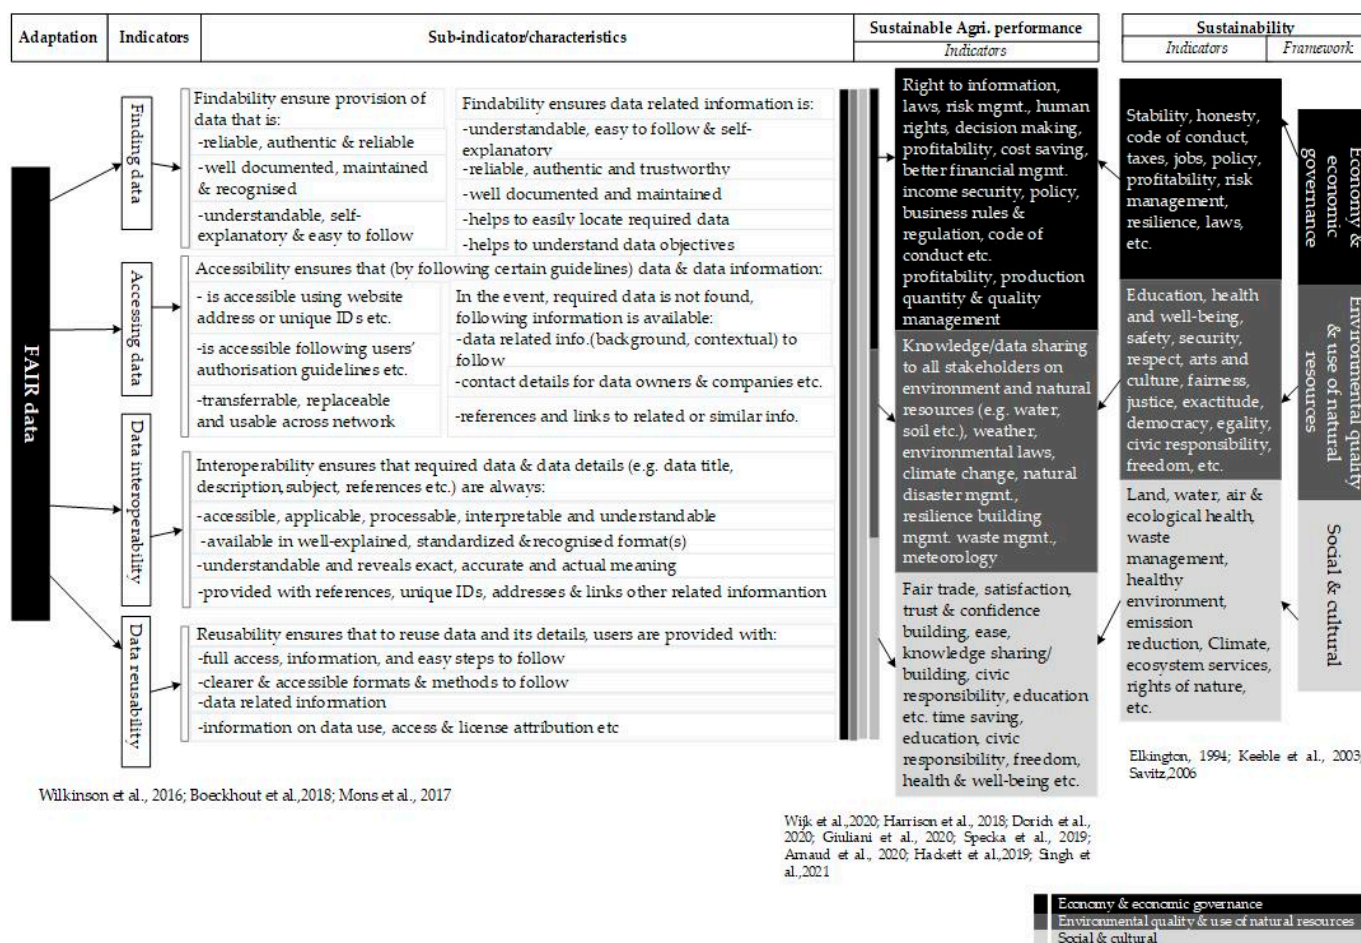 Adaptation
Indicators
Sub-indicator/characteristics
Sustainable Agri. performance
Indicators
Sustainability
Indicators
Framework
FAIR data
Finding data
Findability ensure provision of
data that is:
-reliable, authentic & reliable
-well documented, maintained
& recognised
-understandable, self-
explanatory & easy to follow
Findability ensures data related information is:
-understandable, easy to follow & self-
explanatory
-reliable, authentic and trustworthy
-well documented and maintained
-helps to easily locate required data
-helps to understand data objectives
Accessing data
Accessibility ensures that (by following certain guidelines) data & data information:
- is accessible using website
address or unique IDs etc.
-is accessible following users'
authorisation guidelines etc.
-transferrable, replaceable
and usable across network
In the event, required data is not found,
following information is available:
-data related info.(background, contextual) to
follow
-contact details for data owners & companies etc.
-references and links to related or similar info.
Data interoperability
Interoperability ensures that required data & data details (e.g. data title,
description,subject, references etc.) are always:
-accessible, applicable, processable, interpretable and understandable
-available in well-explained, standardized &recognised format(s)
-understandable and reveals exact, accurate and actual meaning
-provided with references, unique IDs, addresses & links other related informantion
Data reusability
Reusability ensures that to reuse data and its details, users are provided with:
-full access, information, and easy steps to follow
-clearer & accessible formats & methods to follow
-data related information
-information on data use, access & license attribution etc
Right to information,
laws, risk mgmt., human
rights, decision making,
profitability, cost saving,
better financial mgmt.
income security, policy,
business rules &
regulation, code of
conduct etc.
profitability, production
quantity & quality
management
Knowledge/data sharing
to all stakeholders on
environment and natural
resources (e.g. water,
soil etc.), weather,
environmental laws,
climate change, natural
disaster mgmt.,
resilience building
mgmt. waste mgmt.,
meteorology
Fair trade, satisfaction,
trust & confidence
building, ease,
knowledge sharing/
building, civic
responsibility, education
etc. time saving,
education, civic
responsibility, freedom,
health & well-being etc.
Stability, honesty,
code of conduct,
taxes, jobs, policy,
profitability, risk
management,
resilience, laws,
etc.
Education, health
and well-being,
safety, security,
respect, arts and
culture, fairness,
justice, exactitude,
democracy, egality,
civic responsibility,
freedom, etc.
Land, water, air &
ecological health,
waste
management,
healthy
environment,
emission
reduction, Climate,
ecosystem services,
rights of nature,
etc.
Economy &
economic
governance
Environmental quality
& use of natural
resources
Social & cultural
Wilkinson et al., 2016; Boeckhout et al.,2018; Mons et al., 2017
Wijk et al.,2020; Harrison et al., 2018; Dorich et al.,
2020; Giuliani et al., 2020; Specka et al., 2019;
Arnaud et al., 2020; Hackett et al.,2019; Singh et
al.,2021
Elkington, 1994; Keeble et al., 2003;
Savitz,2006
Economy & economic governance
Environmental quality & use of natural resources
Social & cultural